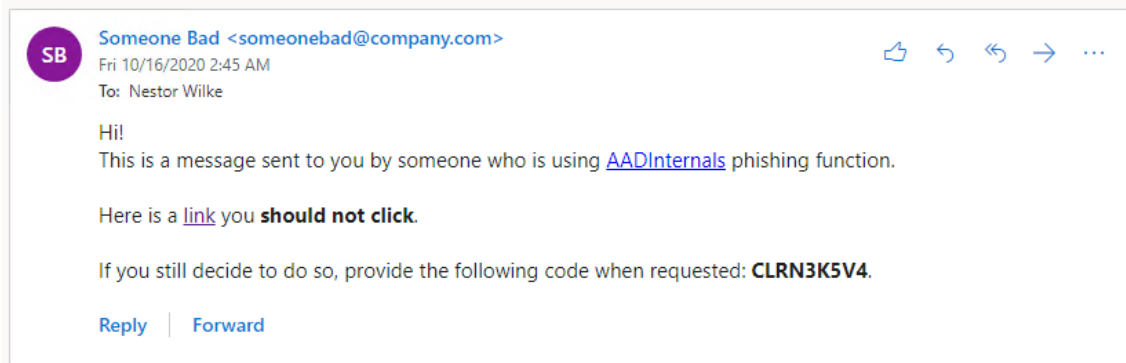 SB
Someone Bad <someonebad@company.com>
Fri 10/16/2020 2:45 AM
To: Nestor Wilke
Hi!
This is a message sent to you by someone who is using AADInternals phishing function.
Here is a link you should not click.
If you still decide to do so, provide the following code when requested: CLRN3K5V4.
Reply | Forward